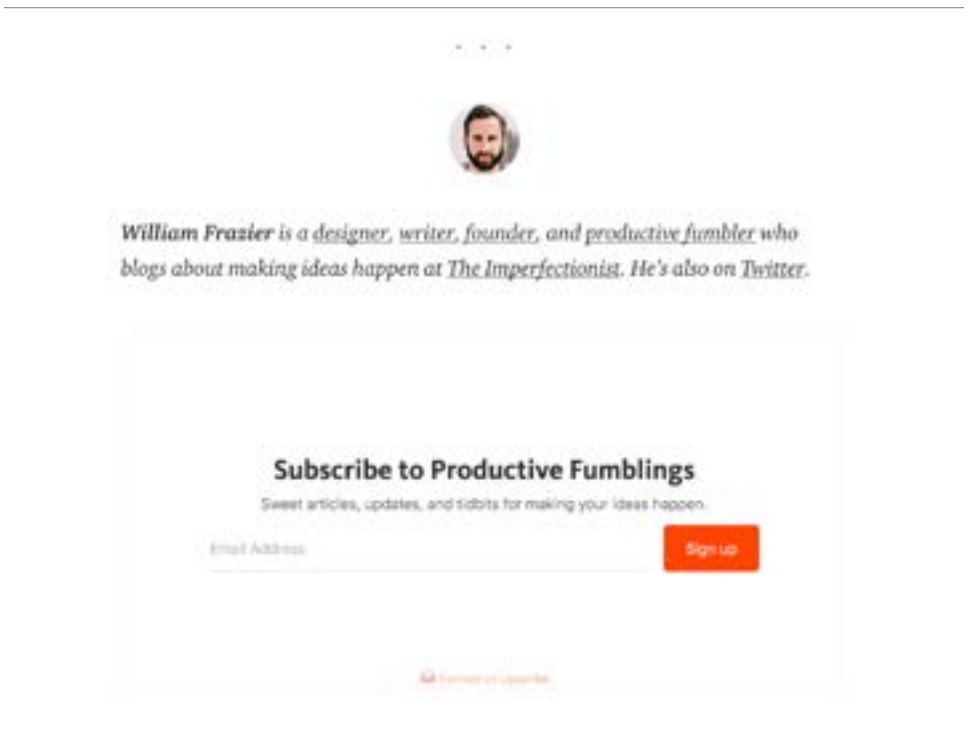 William Frazier is a designer, writer, founder, and productive fumbler who
blogs about making ideas happen at The Imperfectionist. He's also on Twitter.
Subscribe to Productive Fumblings
Sweet articles, updates, and tidbits for making your ideas happen.
Email Address
Sign up